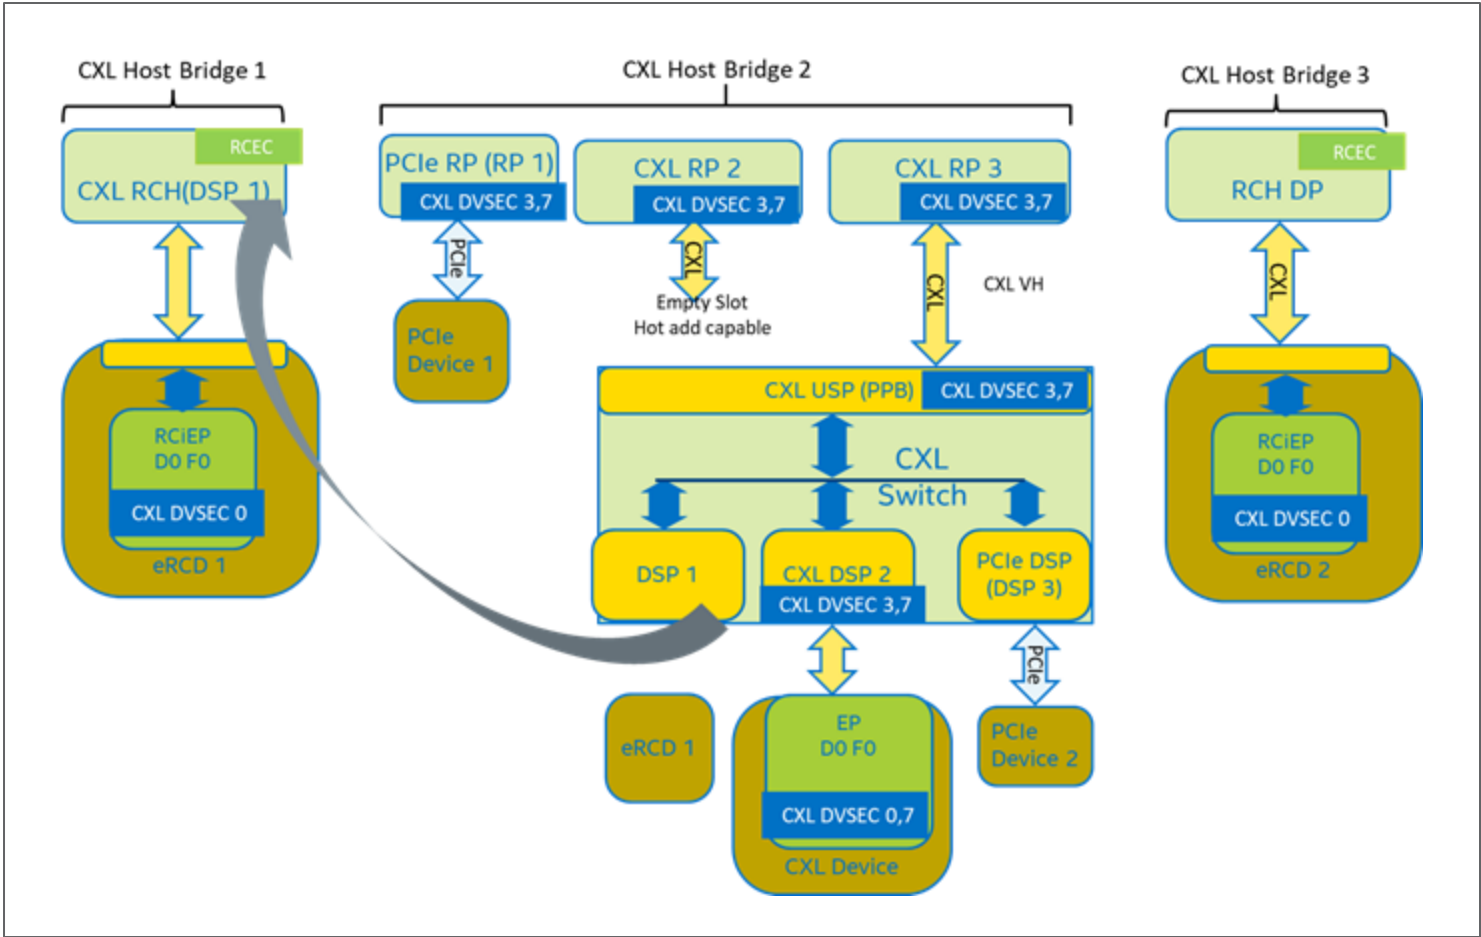 CXL Host Bridge 1
CXL Host Bridge 2
CXL Host Bridge 3
RCEC
CXL RCH(DSP 1)
PCIe RP (RP 1)
CXL DVSEC 3,7
CXL RP 2
CXL DVSEC 3,7
CXL RP 3
CXL DVSEC 3,7
RCEC
RCH DP
PCIe
CXL
Empty Slot
Hot add capable
CXL
CXL VH
CXL
PCIe
Device 1
RCiEP
D0 F0
CXL DVSEC 0
eRCD 1
CXL USP (PPB)
CXL DVSEC 3,7
CXL
Switch
DSP 1
CXL DSP 2
CXL DVSEC 3,7
PCIe DSP
(DSP 3)
RCiEP
D0 F0
CXL DVSEC 0
eRCD 2
PCIe
eRCD 1
EP
D0 F0
CXL DVSEC 0,7
CXL Device
PCIe
Device 2